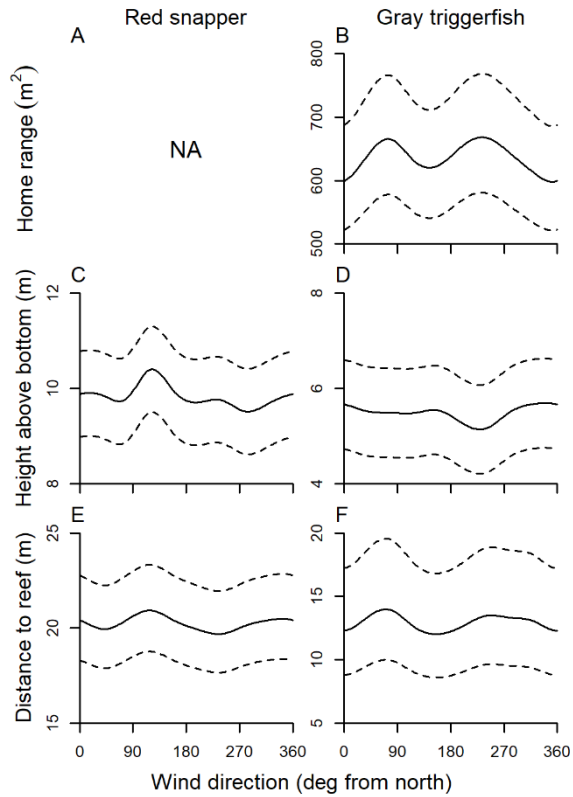 Red snapper
Gray triggerfish
A
B
Home range (m²)
NA
500
600
700
800
C
D
Height above bottom (m)
8
10
12
4
6
8
E
F
Distance to reef (m)
15
20
25
5
10
15
20
0
90
180
270
360
0
90
180
270
360
Wind direction (deg from north)